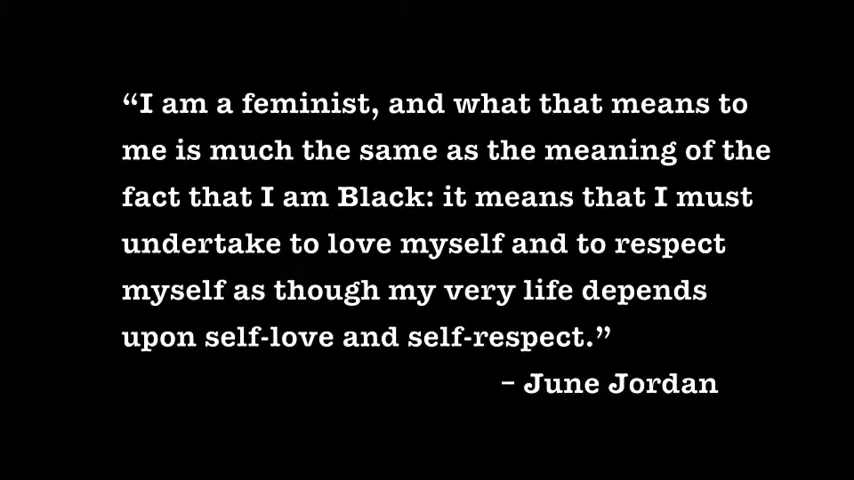 “I am a feminist, and what that means to
me is much the same as the meaning of the
fact that I am Black: it means that I must
undertake to love myself and to respect
myself as though my very life depends
upon self-love and self-respect.”
– June Jordan